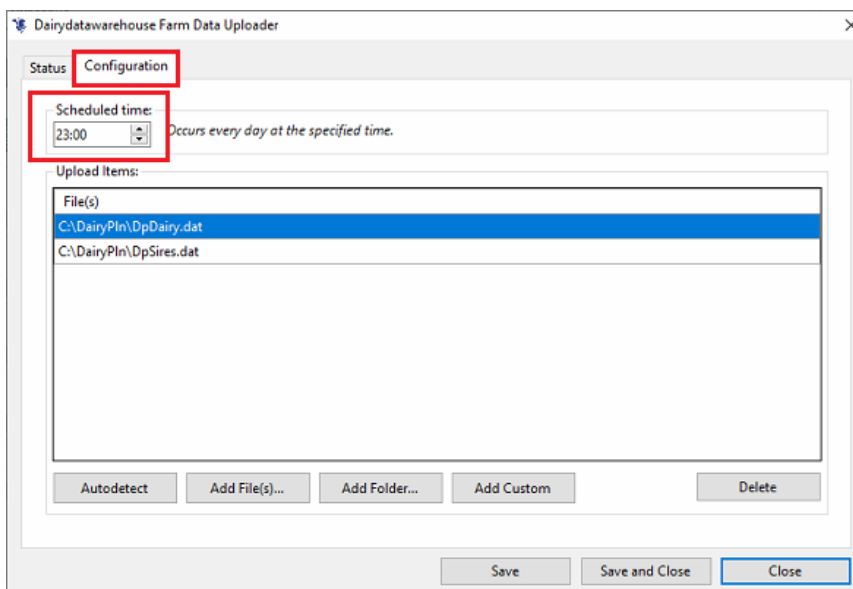 Dairydatawarehouse Farm Data Uploader
Status Configuration
Scheduled time:
23:00 Occurs every day at the specified time.
Upload Items:
File(s)
C:\DairyPln\DpDairy.dat
C:\DairyPln\DpSires.dat
Autodetect Add File(s)... Add Folder... Add Custom Delete
Save Save and Close Close